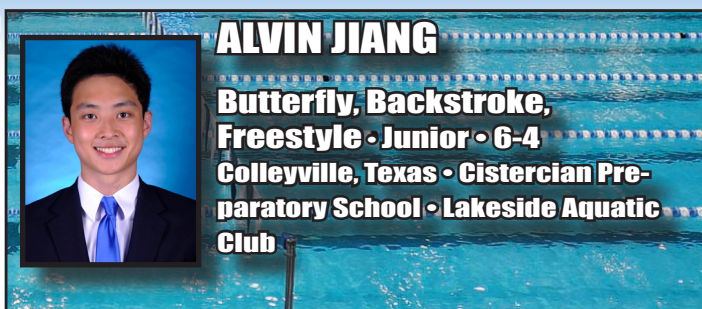 ALVIN JIANG
Butterfly, Backstroke,
Freestyle • Junior • 6-4
Colleyville, Texas • Cistercian Pre-
paratory School • Lakeside Aquatic
Club